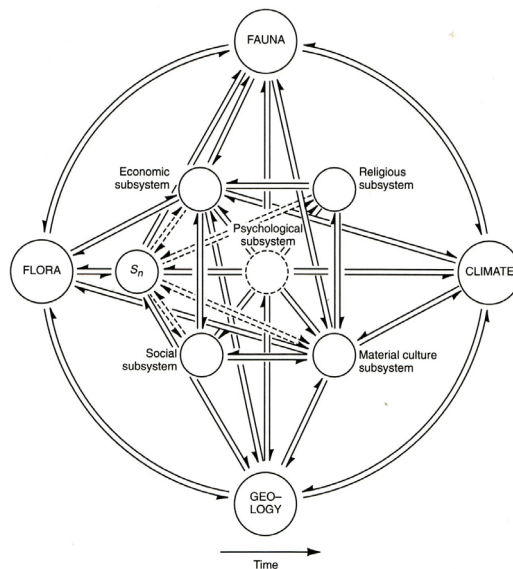 FAUNA
Economic
subsystem
Religious
subsystem
Psychological
subsystem
FLORA
Sn
CLIMATE
Social
subsystem
Material culture
subsystem
GEO–
LOGY
Time